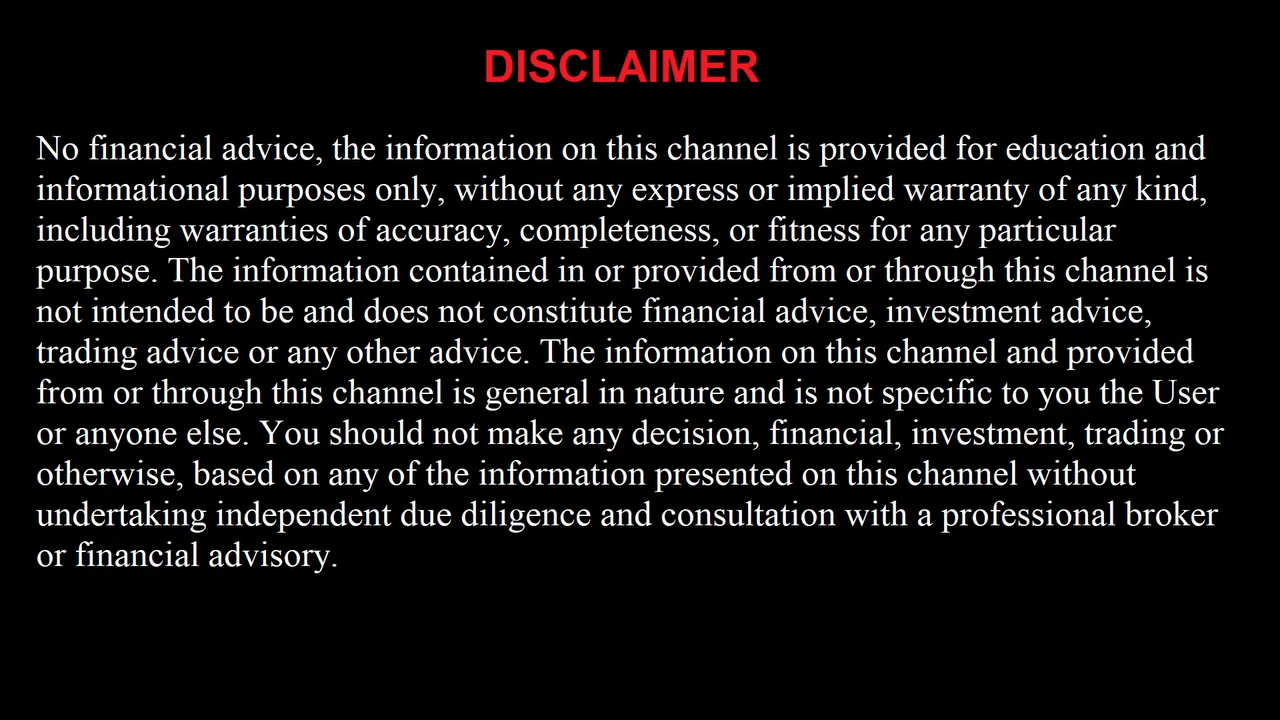 DISCLAIMER
No financial advice, the information on this channel is provided for education and
informational purposes only, without any express or implied warranty of any kind,
including warranties of accuracy, completeness, or fitness for any particular
purpose. The information contained in or provided from or through this channel is
not intended to be and does not constitute financial advice, investment advice,
trading advice or any other advice. The information on this channel and provided
from or through this channel is general in nature and is not specific to you the User
or anyone else. You should not make any decision, financial, investment, trading or
otherwise, based on any of the information presented on this channel without
undertaking independent due diligence and consultation with a professional broker
or financial advisory.